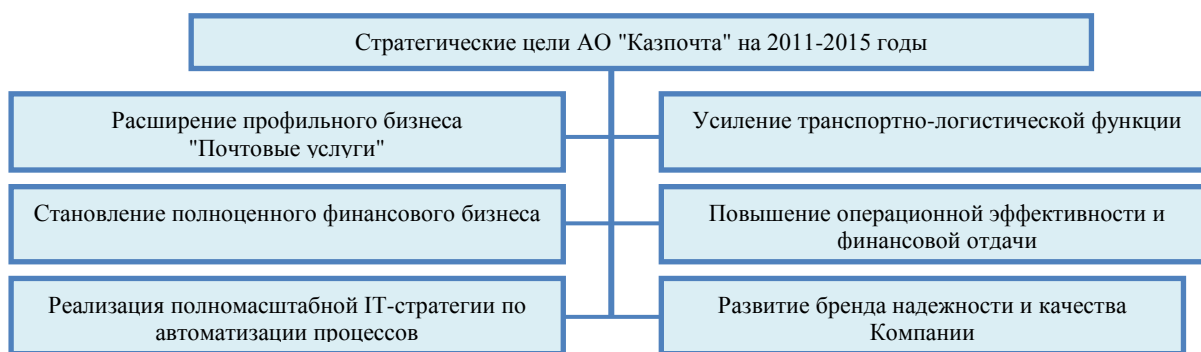 Стратегические цели АО "Казпочта" на 2011-2015 годы
Расширение профильного бизнеса
"Почтовые услуги"
Усиление транспортно-логистической функции
Становление полноценного финансового бизнеса
Повышение операционной эффективности и
финансовой отдачи
Реализация полномасштабной IT-стратегии по
автоматизации процессов
Развитие бренда надежности и качества
Компании